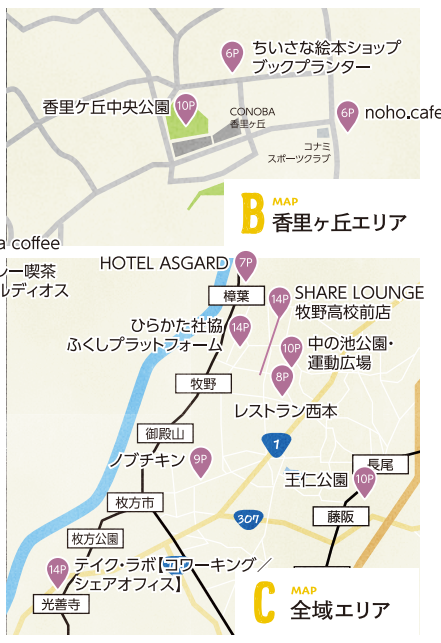 6P
ちいさな絵本ショップ
ブックプランター
香里ケ丘中央公園
10P
CONOBA
香里ヶ丘
6P
noho.cafe
コナミ
スポーツクラブ
B MAP
香里ヶ丘エリア
a coffee
レー喫茶
ルディオス
HOTEL ASGARD
7P
樟葉
14P
SHARE LOUNGE
牧野高校前店
ひらかた社協
ふくしプラットフォーム
14P
10P
中の池公園・
運動広場
牧野
8P
レストラン西本
御殿山
1
ノブチキン
9P
長尾
王仁公園
10P
枚方市
307
藤阪
枚方公園
14P
テイク・ラボ【コワーキング／
シェアオフィス】
光善寺
C MAP
全域エリア